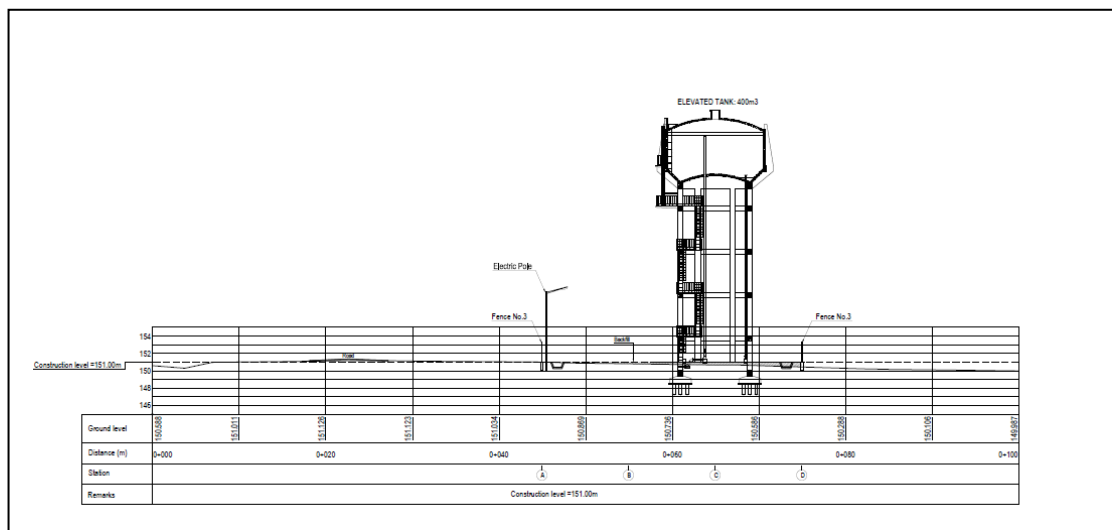 ELEVATED TANK: 400m3
Electric Pole
Fence No.3
Fence No.3
Backfill
Road
Construction level =151.00m
154
152
150
148
146
Ground level
150.588
151.011
151.126
151.123
151.034
150.869
150.736
150.586
150.288
150.106
149.987
Distance (m)
0+000
0+020
0+040
0+060
0+080
0+100
Station
A
B
C
D
Remarks
Construction level =151.00m